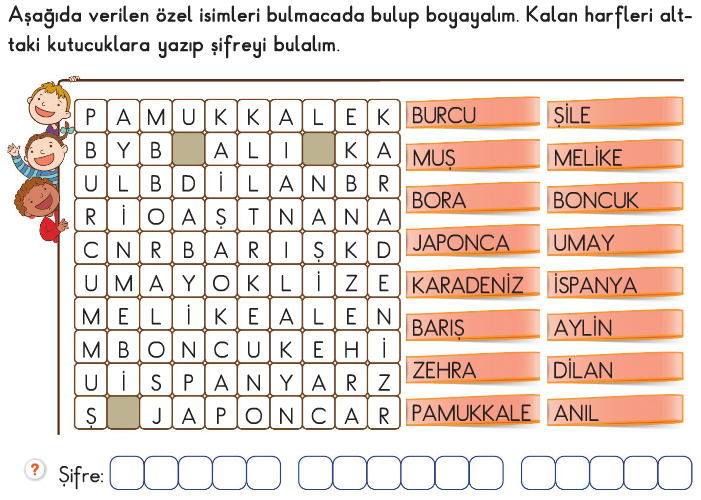 Aşağıda verilen özel isimleri bulmacada bulup boyayalım. Kalan harfleri alt-
taki kutucuklara yazıp şifreyi bulalım.
P A M U K K A L E K
B Y B A L I K A
U L B D İ L A N B R
R İ O A Ş T N A N A
C N R B A R I Ş K D
U M A Y O K L İ Z E
M E L İ K E A L E N
M B O N C U K E H İ
U İ S P A N Y A R Z
Ş J A P O N C A R
BURCU ŞİLE
MUŞ MELİKE
BORA BONCUK
JAPONCA UMAY
KARADENİZ İSPANYA
BARIŞ AYLİN
ZEHRA DİLAN
PAMUKKALE ANIL
? Şifre: